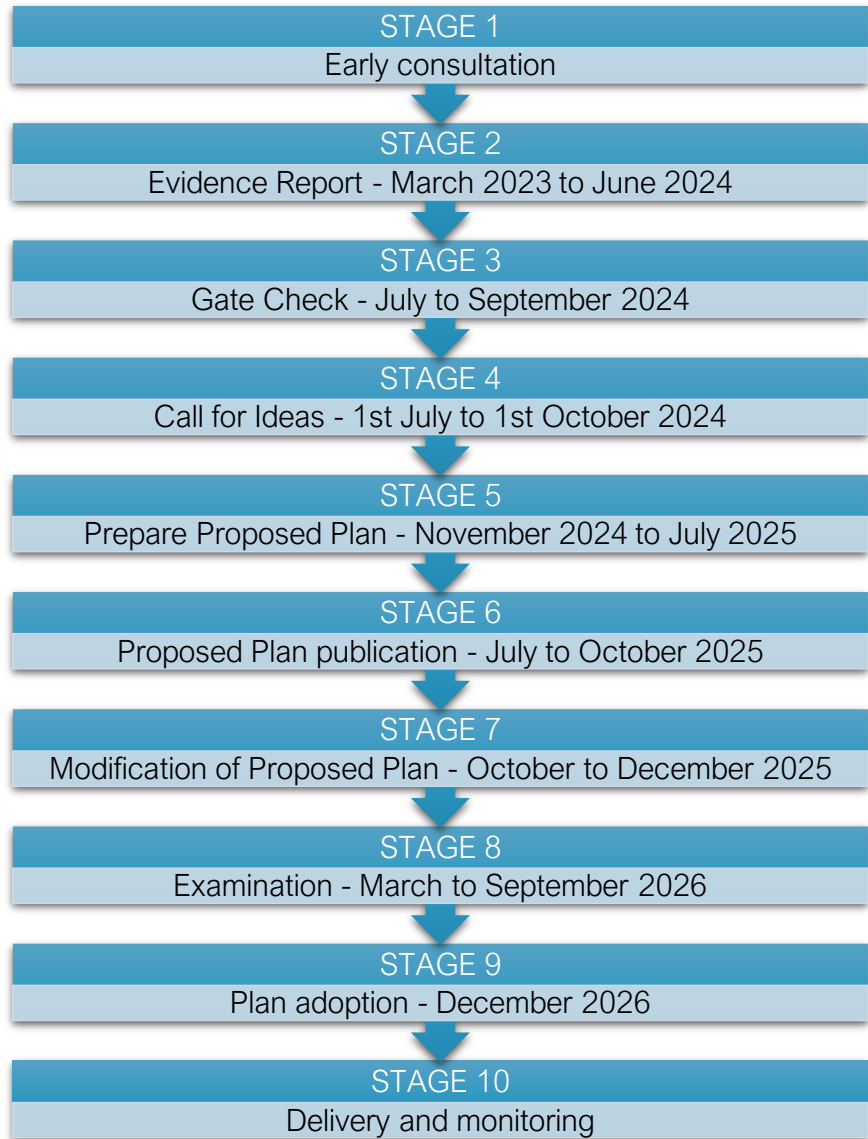 STAGE 1
Early consultation
STAGE 2
Evidence Report - March 2023 to June 2024
STAGE 3
Gate Check - July to September 2024
STAGE 4
Call for Ideas - 1st July to 1st October 2024
STAGE 5
Prepare Proposed Plan - November 2024 to July 2025
STAGE 6
Proposed Plan publication - July to October 2025
STAGE 7
Modification of Proposed Plan - October to December 2025
STAGE 8
Examination - March to September 2026
STAGE 9
Plan adoption - December 2026
STAGE 10
Delivery and monitoring